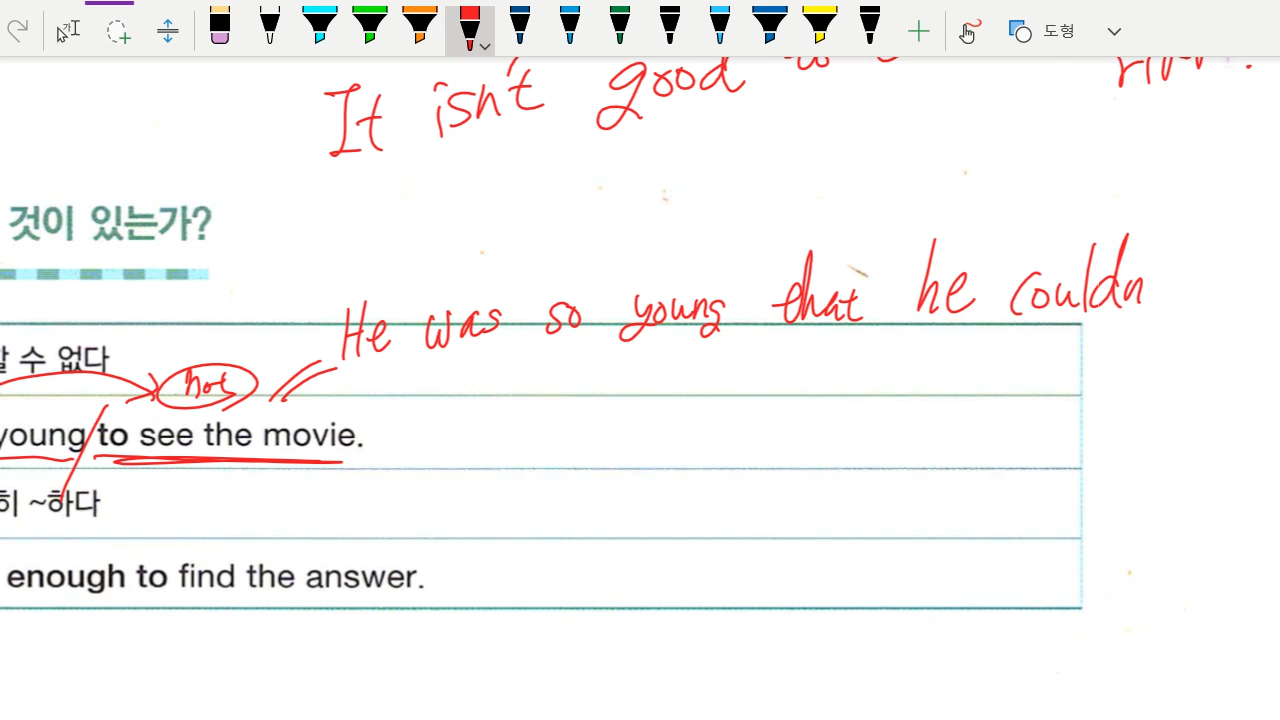 도형
It isn't good to
것이 있는가?
He was so young that he couldn
할 수 없다
not
young to see the movie.
히 ~하다
enough to find the answer.